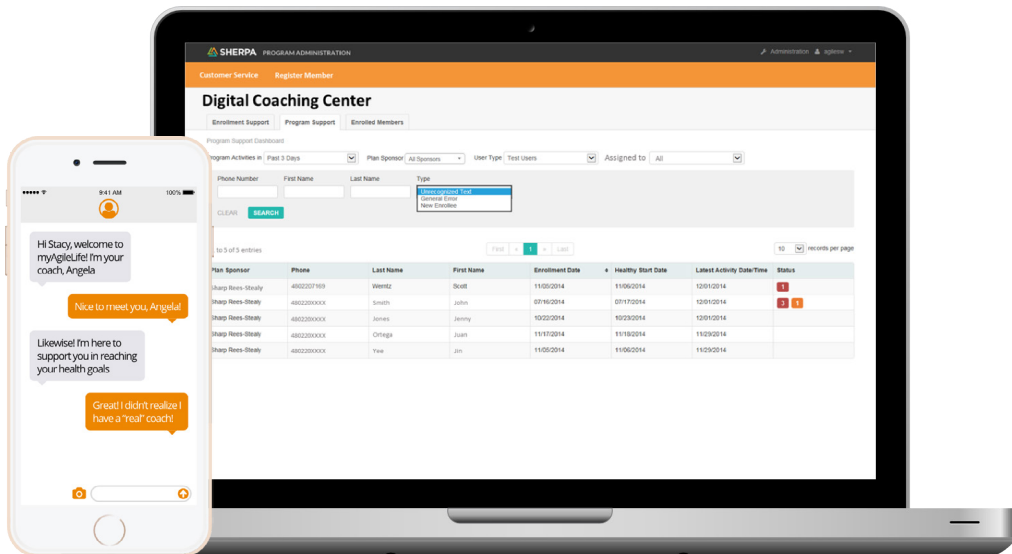 SHERPA PROGRAM ADMINISTRATION
Administration agilene
Customer Service Register Member
Digital Coaching Center
Enrollment Support Program Support Enrolled Members
Program Support Dashboard
Program Activities in Past 3 Days Plan Sponsor All Sponsors User Type Test Users Assigned to All
Phone Number First Name Last Name Type
Unrecognized Text
General Error
New Enrollee
CLEAR SEARCH
to 5 of 5 entries
First « 1 » Last
10 records per page
Plan Sponsor Phone Last Name First Name Enrollment Date Healthy Start Date Latest Activity Date/Time Status
Sharp Rees-Stealy 4802207169 Werntz Scott 11/05/2014 11/06/2014 12/01/2014 1
Sharp Rees-Stealy 480220XXXX Smith John 07/16/2014 07/17/2014 12/01/2014 3 1
Sharp Rees-Stealy 480220XXXX Jones Jenny 10/22/2014 10/23/2014 12/01/2014
Sharp Rees-Stealy 480220XXXX Ortega Juan 11/17/2014 11/18/2014 11/29/2014
Sharp Rees-Stealy 480220XXXX Yee Jin 11/05/2014 11/06/2014 11/29/2014
9:41 AM 100%
Hi Stacy, welcome to
myAgileLife! I'm your
coach, Angela
Nice to meet you, Angela!
Likewise! I'm here to
support you in reaching
your health goals
Great! I didn't realize I
have a "real" coach!